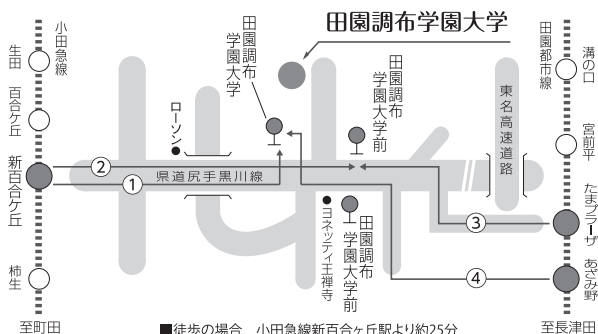 田園調布学園大学
小田急線
生田
百合ケ丘
新百合ケ丘
柿生
至町田
田園調布
学園大学
ローソン
②
①
県道尻手黒川線
田園調布
学園大学前
ヨネッティ王禅寺
田園調布
学園大学前
東名高速道路
③
④
田園都市線
溝の口
宮前平
たまプラーザ
あざみ野
至長津田
■徒歩の場合　小田急線新百合ヶ丘駅より約25分